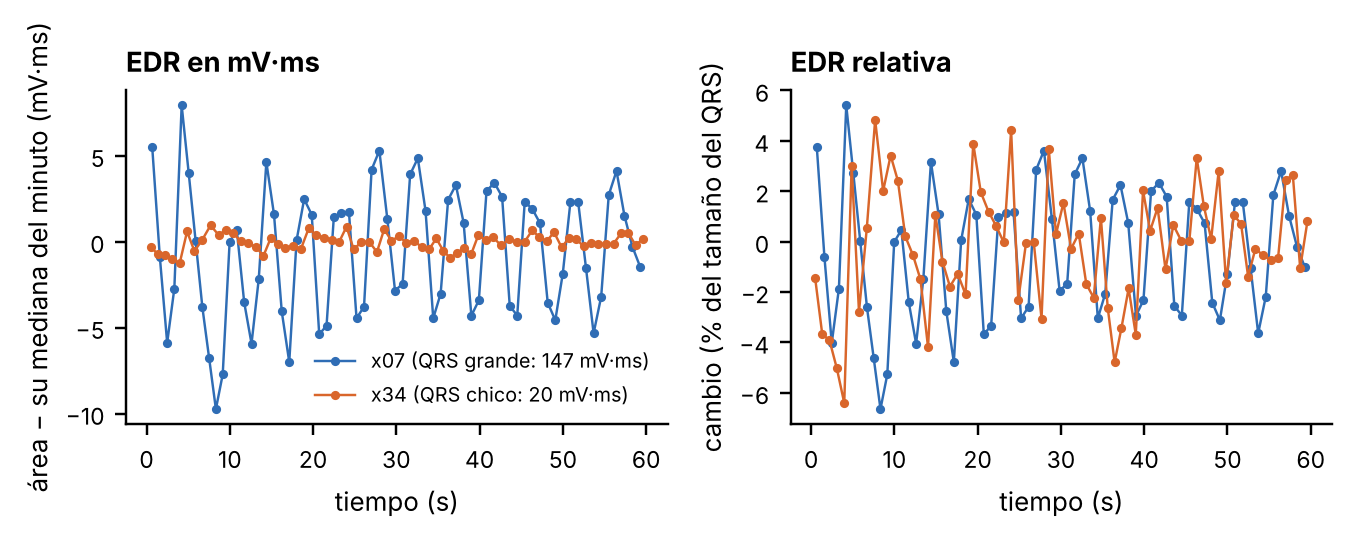 EDR en mV·ms
área − su mediana del minuto (mV·ms)
5
0
−5
−10
x07 (QRS grande: 147 mV·ms)
x34 (QRS chico: 20 mV·ms)
0 10 20 30 40 50 60
tiempo (s)
EDR relativa
cambio (% del tamaño del QRS)
6
4
2
0
−2
−4
−6
0 10 20 30 40 50 60
tiempo (s)